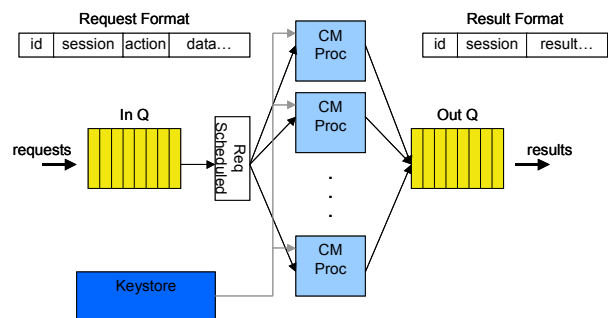 Request Format
id session action data…
Result Format
id session result…
CM
Proc
In Q
CM
Proc
Out Q
requests
Req
Scheduled
results
.
.
.
CM
Proc
Keystore